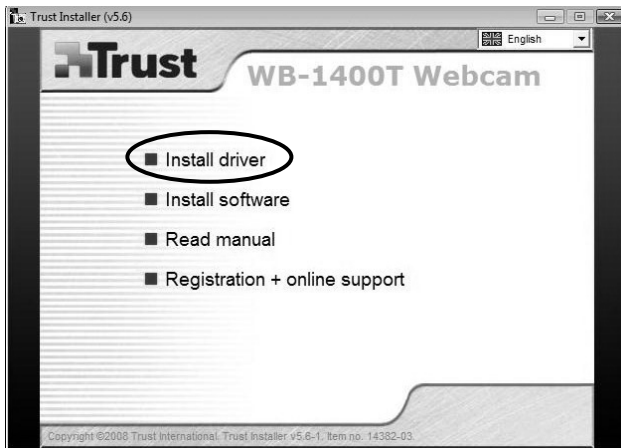 Trust Installer (v5.6)
English
Trust
WB-1400T Webcam
Install driver
Install software
Read manual
Registration + online support
Copyright ©2008 Trust International. Trust Installer v5.6-1. Item no. 14382-03.